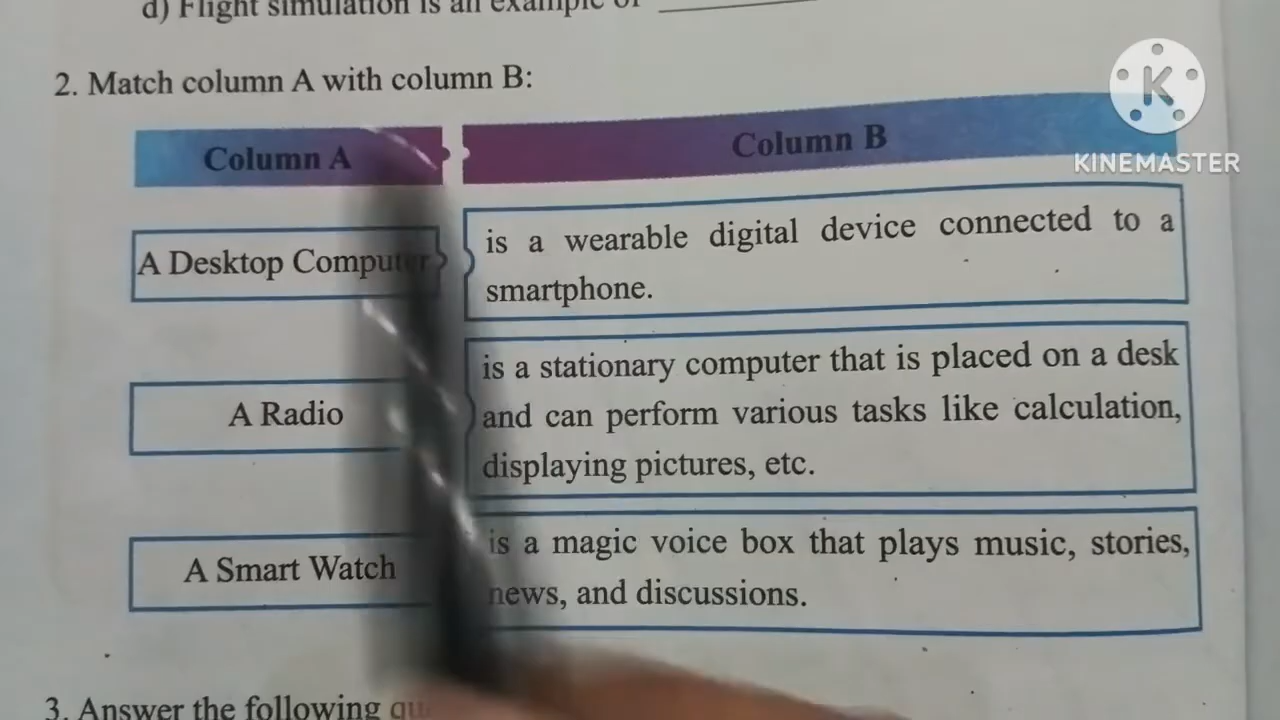 d) Flight simulation is an example of
2. Match column A with column B:
K
KINEMASTER
Column A
Column B
A Desktop Computer
is a wearable digital device connected to a
smartphone.
A Radio
is a stationary computer that is placed on a desk
and can perform various tasks like calculation,
displaying pictures, etc.
A Smart Watch
is a magic voice box that plays music, stories,
news, and discussions.
3. Answer the following